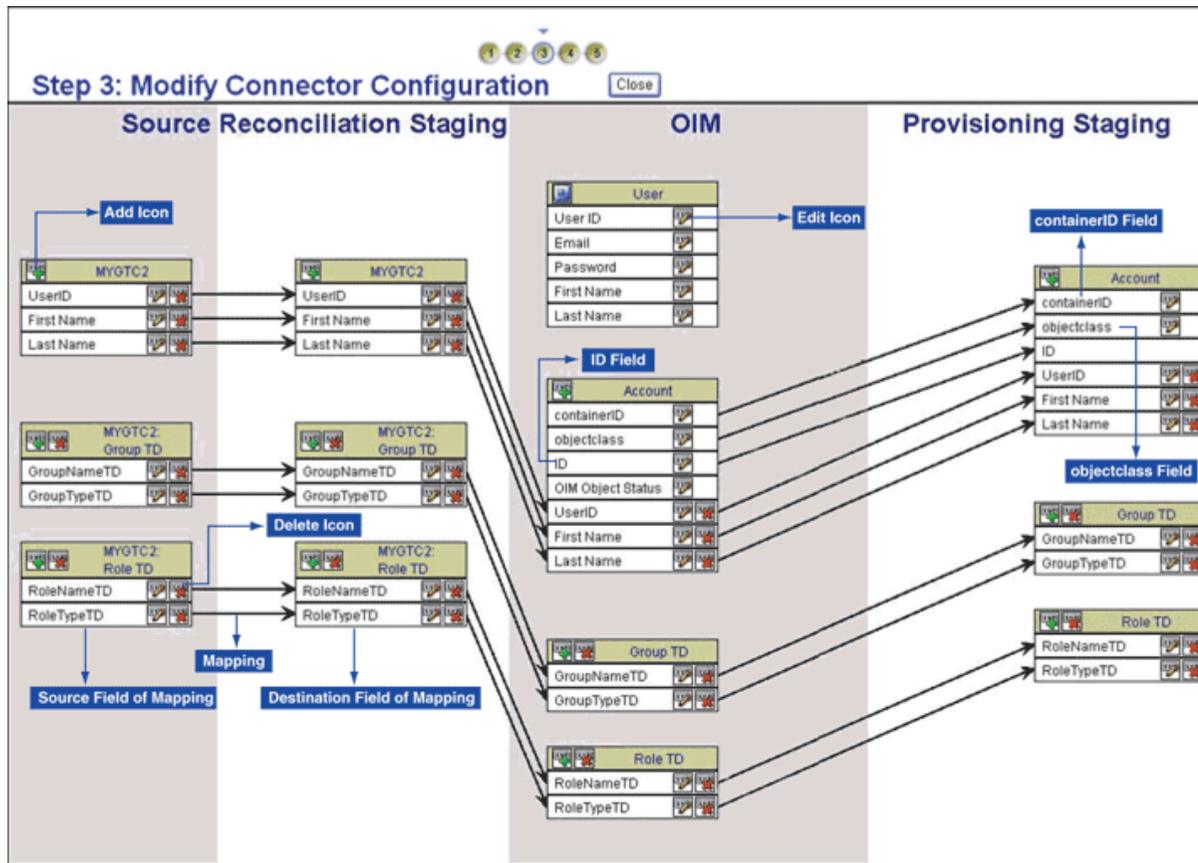 1 2 3 4 5
Step 3: Modify Connector Configuration
Close
Source
Reconciliation Staging
OIM
Provisioning Staging
Add Icon
MYGTC2
UserID
First Name
Last Name
MYGTC2:
Group TD
GroupNameTD
GroupTypeTD
Delete Icon
MYGTC2:
Role TD
RoleNameTD
RoleTypeTD
Mapping
Source Field of Mapping
MYGTC2
UserID
First Name
Last Name
MYGTC2:
Group TD
GroupNameTD
GroupTypeTD
MYGTC2:
Role TD
RoleNameTD
RoleTypeTD
Destination Field of Mapping
User
User ID
Email
Password
First Name
Last Name
Edit Icon
ID Field
Account
containerID
objectclass
ID
OIM Object Status
UserID
First Name
Last Name
Group TD
GroupNameTD
GroupTypeTD
Role TD
RoleNameTD
RoleTypeTD
containerID Field
Account
containerID
objectclass
ID
UserID
First Name
Last Name
objectclass Field
Group TD
GroupNameTD
GroupTypeTD
Role TD
RoleNameTD
RoleTypeTD